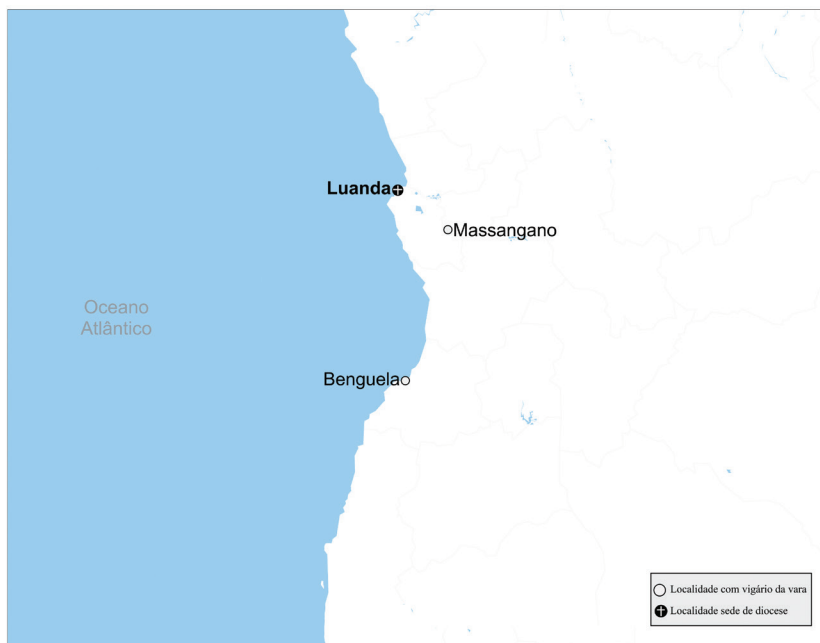 Luanda
Massangano
Oceano
Atlântico
Benguela
Localidade com vigário da vara
Localidade sede de diocese